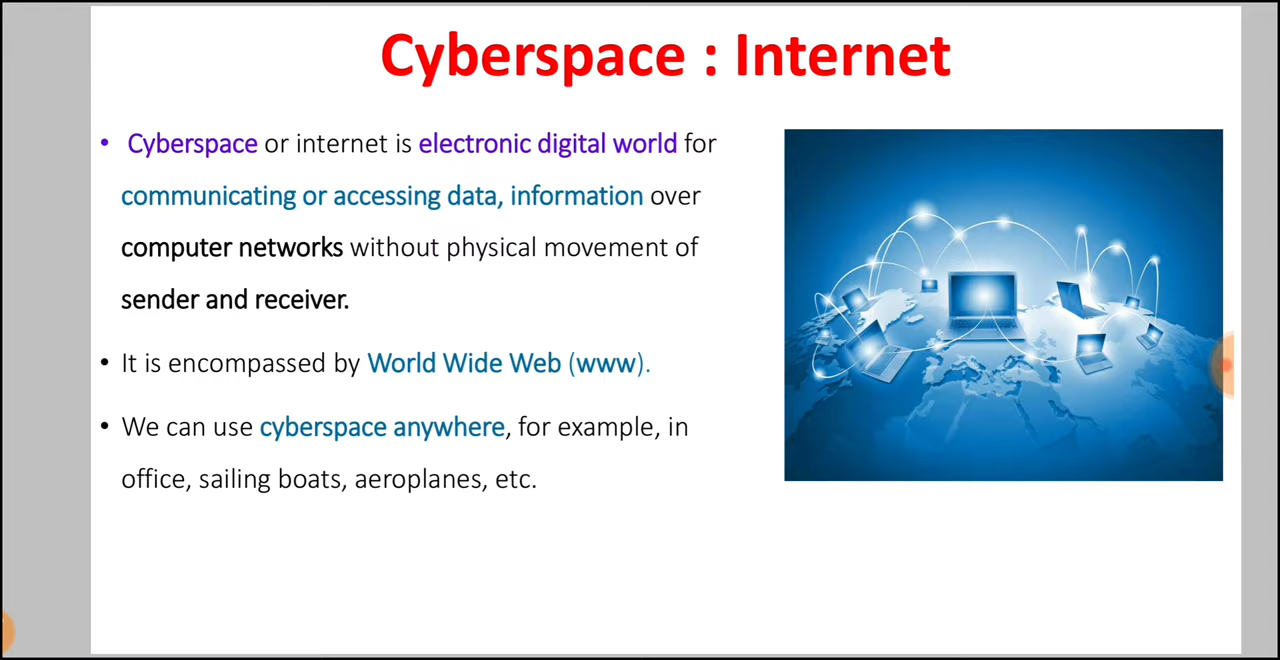 Cyberspace : Internet
• Cyberspace or internet is electronic digital world for
communicating or accessing data, information over
computer networks without physical movement of
sender and receiver.
• It is encompassed by World Wide Web (www).
• We can use cyberspace anywhere, for example, in
office, sailing boats, aeroplanes, etc.